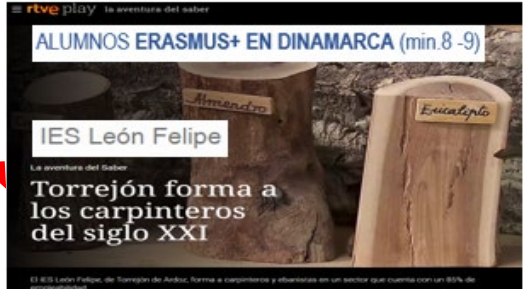 rtve play la aventura del saber
ALUMNOS ERASMUS+ EN DINAMARCA (min.8 -9)
Almendro
Eucalipto
IES León Felipe
La aventura del Saber
Torrejón forma a
los carpinteros
del siglo XXI
El IES León Felipe, de Torrejón de Ardoz, forma a carpinteros y ebanistas en un sector que cuenta con un 85% de
empleabilidad